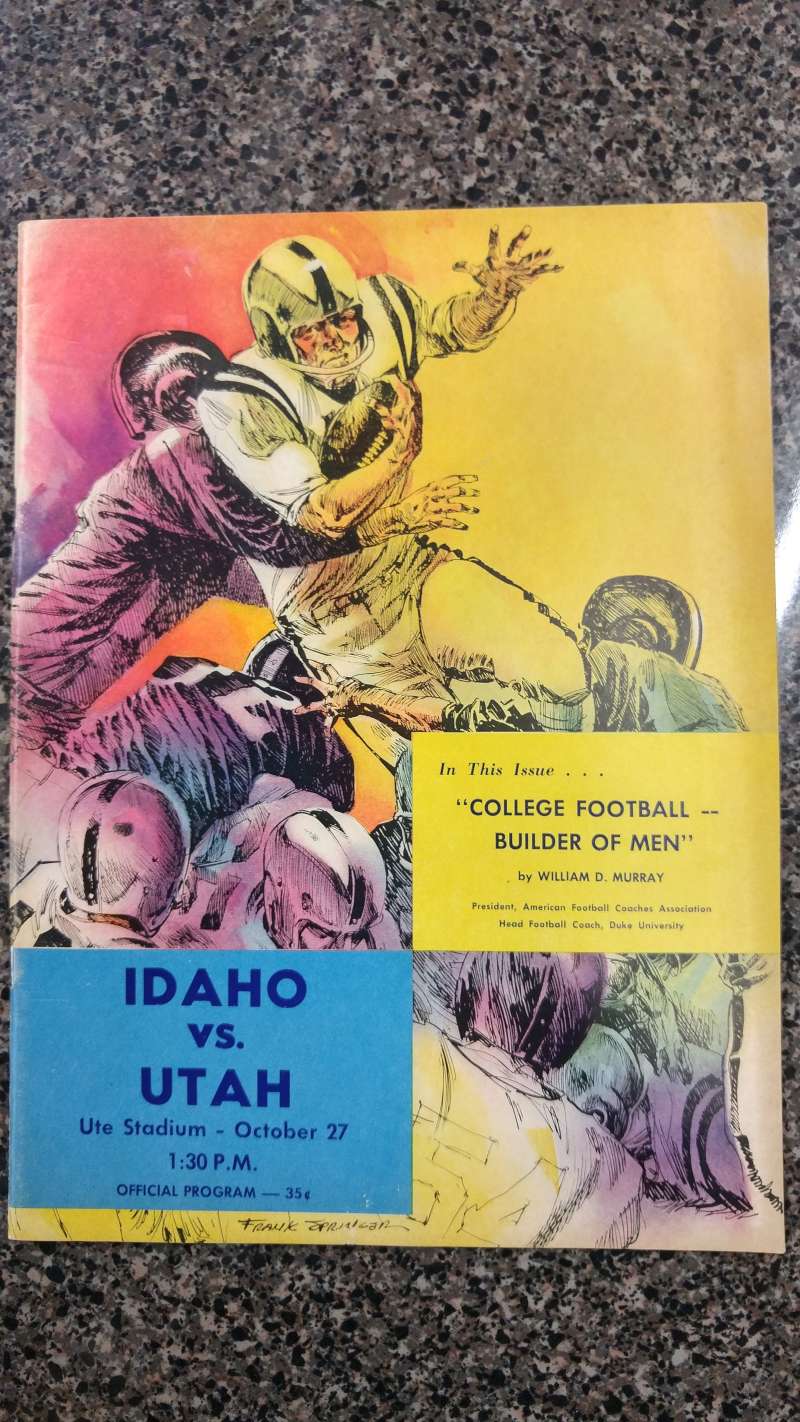 In This Issue . . .
"COLLEGE FOOTBALL --
BUILDER OF MEN"
by WILLIAM D. MURRAY
President, American Football Coaches Association
Head Football Coach, Duke University
IDAHO
VS.
UTAH
Ute Stadium - October 27
1:30 P.M.
OFFICIAL PROGRAM — 35¢
FRANK SPRINGER